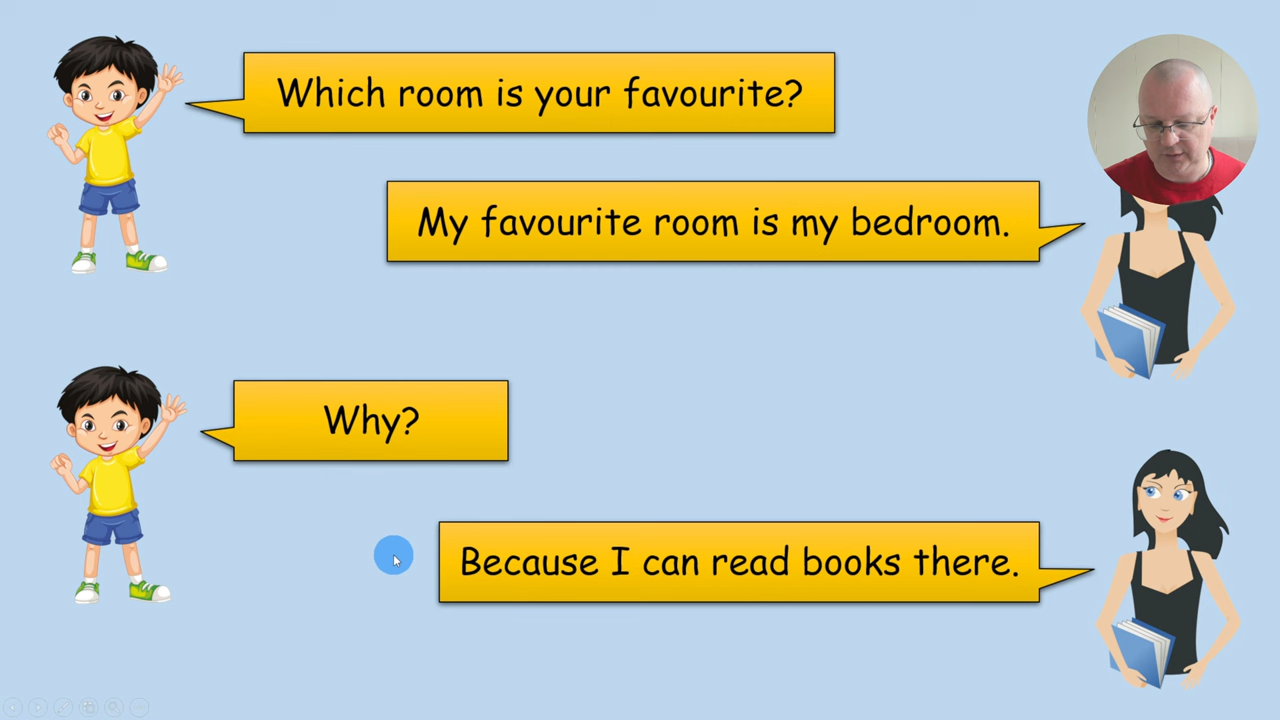 Which room is your favourite?
My favourite room is my bedroom.
Why?
Because I can read books there.